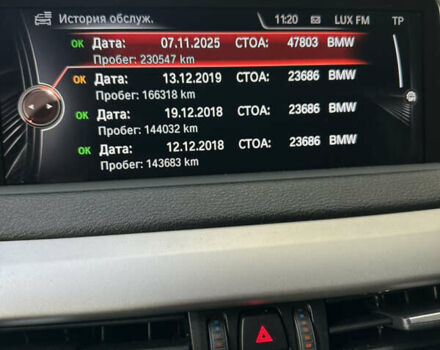 История обслуж.
11:20 LUX FM TP
OK Дата: 07.11.2025 СТОА: 47803 BMW
Пробег: 230547 km
OK Дата: 13.12.2019 СТОА: 23686 BMW
Пробег: 166318 km
OK Дата: 19.12.2018 СТОА: 23686 BMW
Пробег: 144032 km
OK Дата: 12.12.2018 СТОА: 23686 BMW
Пробег: 143683 km